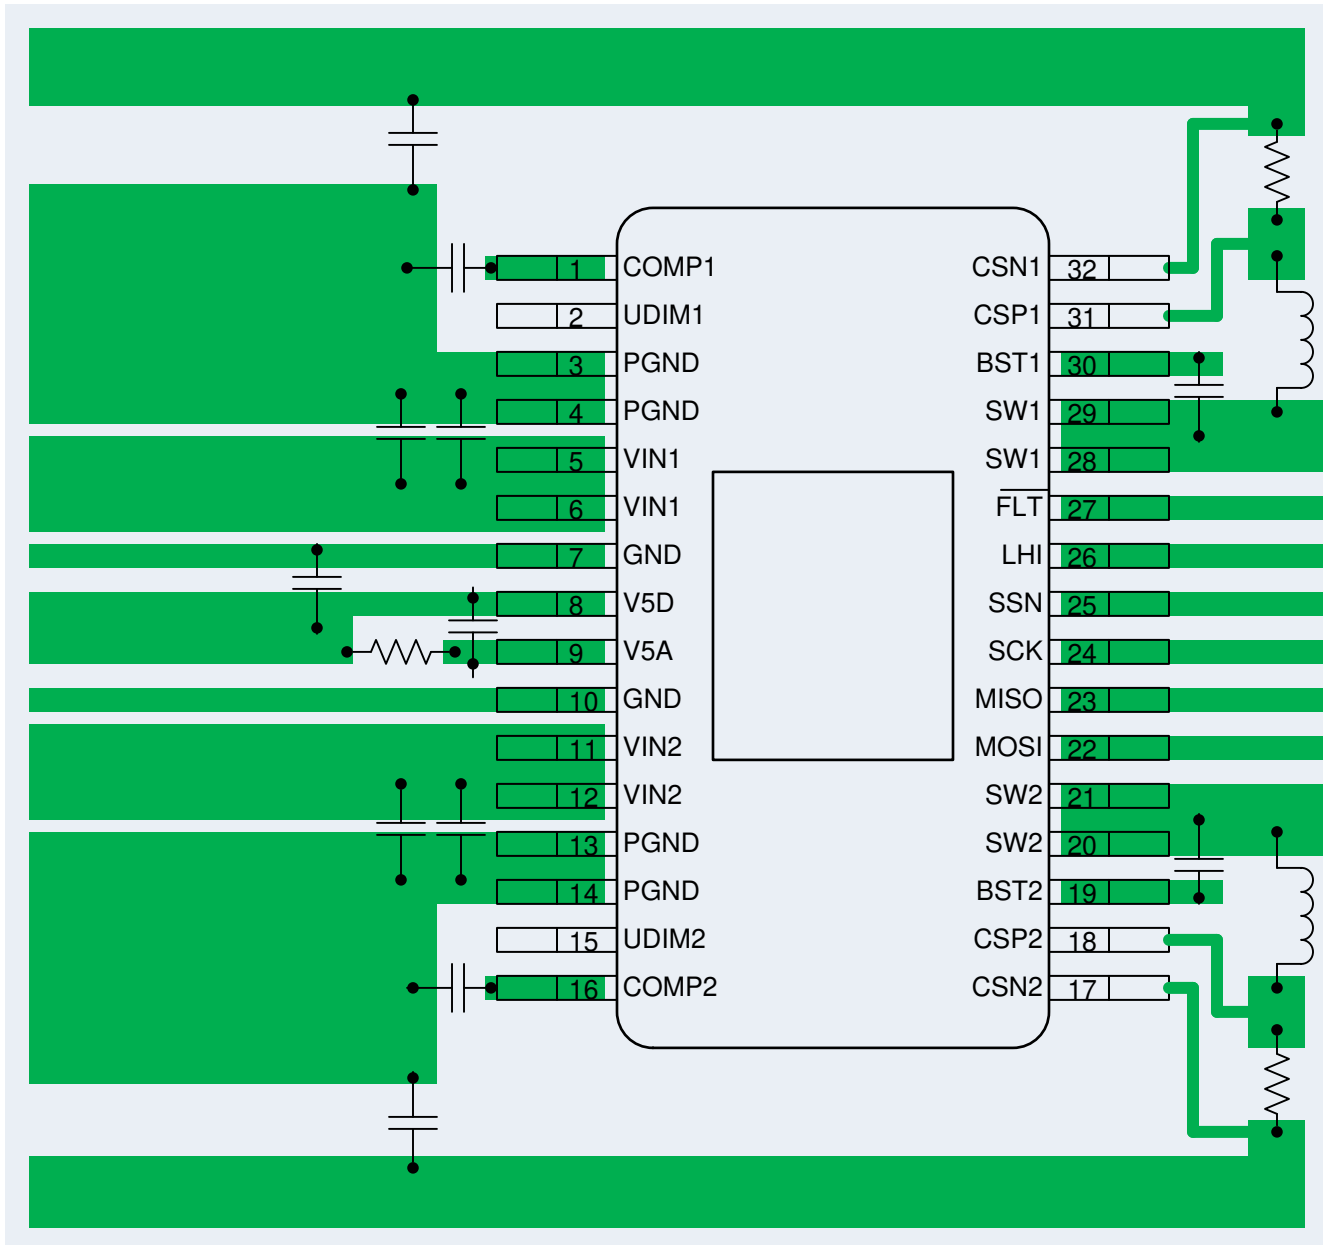 1 COMP1 CSN1 32
2 UDIM1 CSP1 31
3 PGND BST1 30
4 PGND SW1 29
5 VIN1 SW1 28
6 VIN1 FLT 27
7 GND LHI 26
8 V5D SSN 25
9 V5A SCK 24
10 GND MISO 23
11 VIN2 MOSI 22
12 VIN2 SW2 21
13 PGND SW2 20
14 PGND BST2 19
15 UDIM2 CSP2 18
16 COMP2 CSN2 17